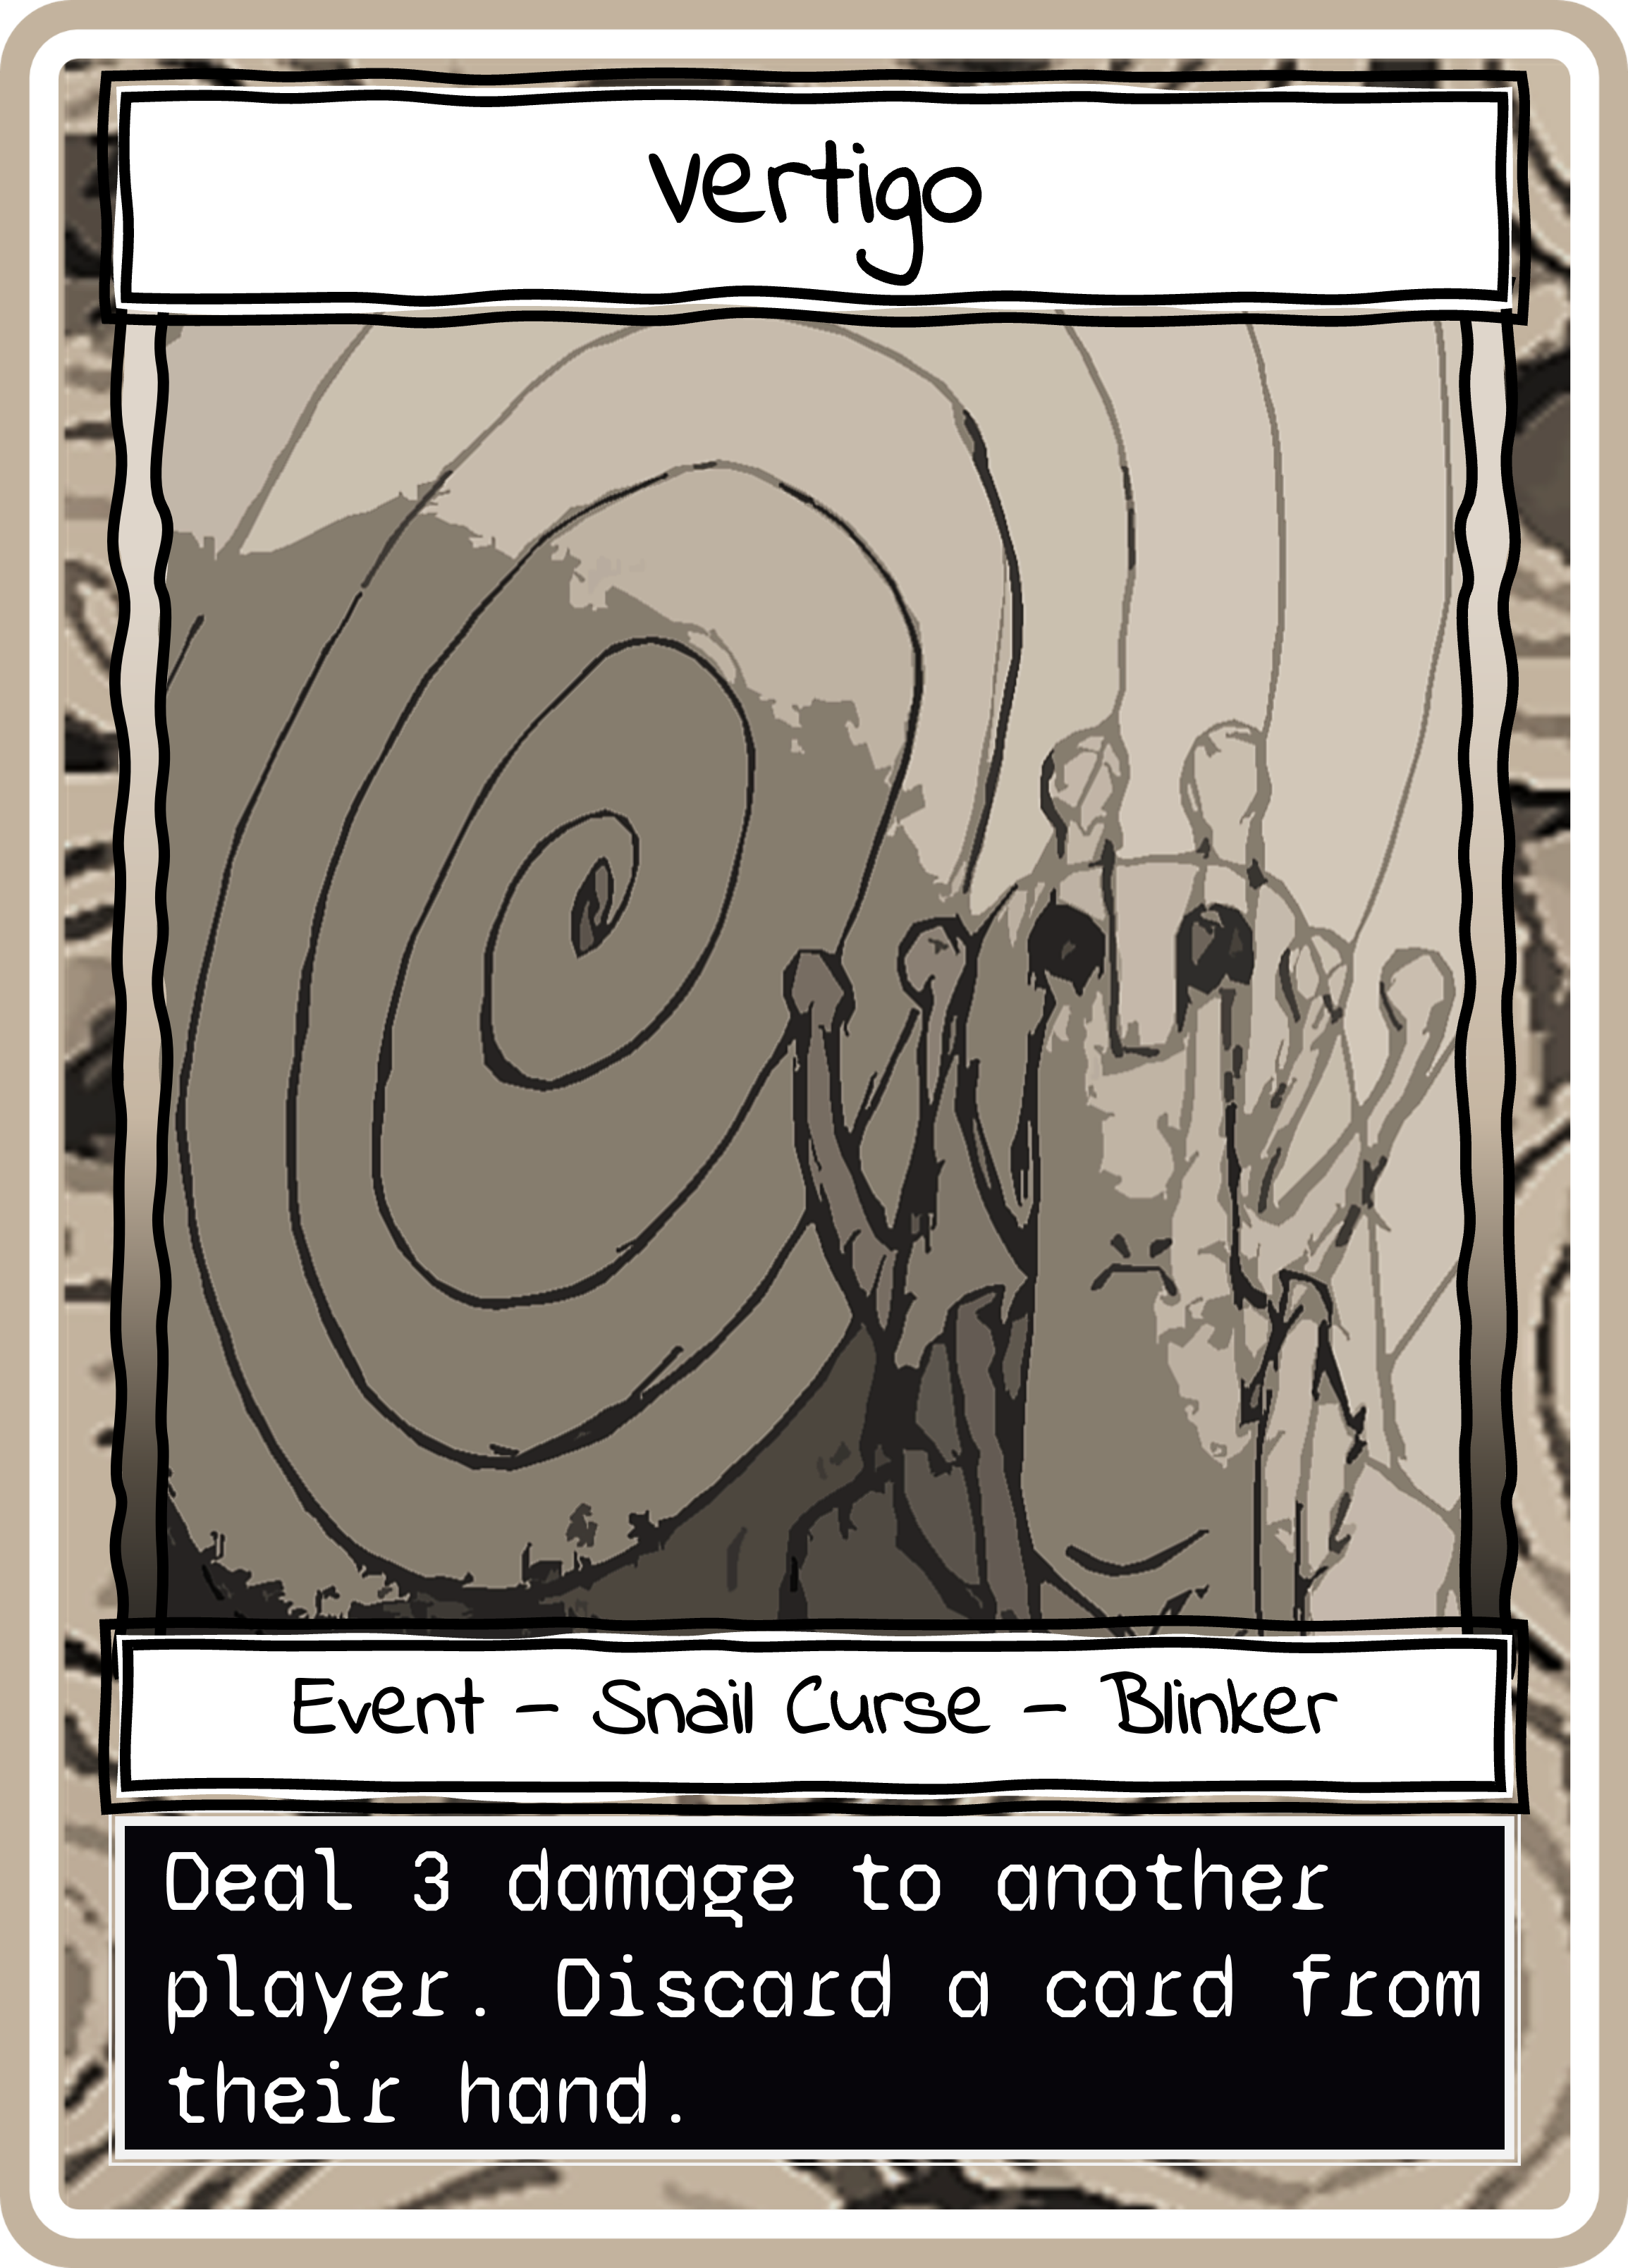 vertigo
Event - Snail Curse - Blinker
Deal 3 damage to another
player. Discard a card from
their hand.